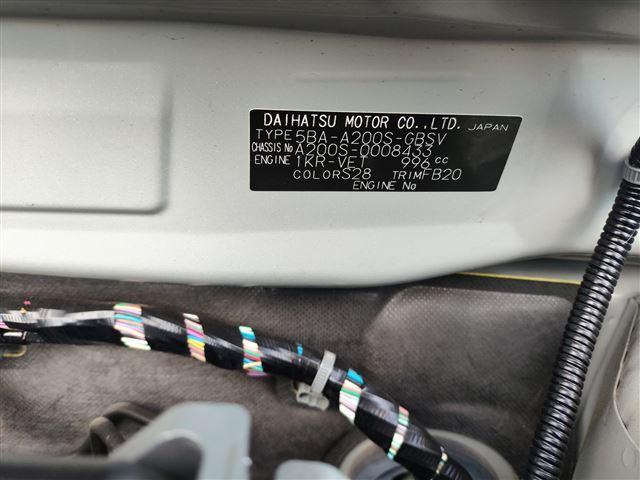 DAIHATSU MOTOR CO.,LTD. JAPAN
TYPE 5BA-A200S-GBSV
CHASSIS No A200S-0008433
ENGINE 1KR-VET 996 cc
COLOR S28 TRIM FB20
ENGINE No